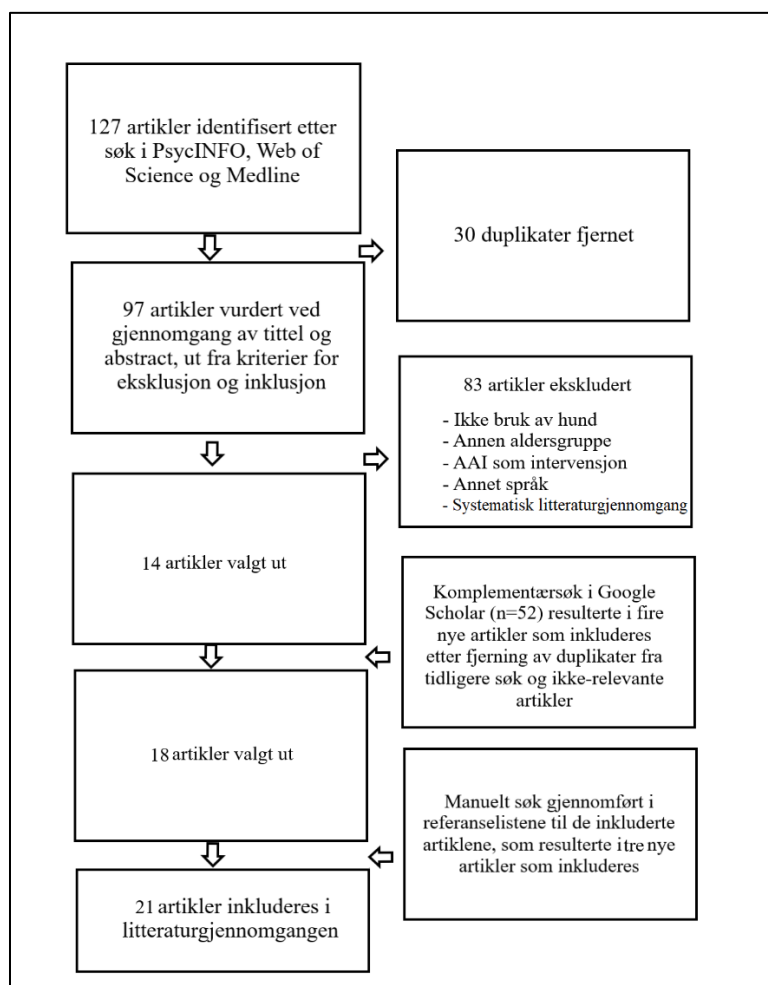 127 artikler identifisert etter
søk i PsycINFO, Web of
Science og Medline
30 duplikater fjernet
97 artikler vurdert ved
gjennomgang av tittel og
abstract, ut fra kriterier for
eksklusjon og inklusjon
83 artikler ekskludert
- Ikke bruk av hund
- Annen aldersgruppe
- AAI som intervensjon
- Annet språk
- Systematisk litteraturgjennomgang
14 artikler valgt ut
Komplementærsøk i Google
Scholar (n=52) resulterte i fire
nye artikler som inkluderes
etter fjerning av duplikater fra
tidligere søk og ikke-relevante
artikler
18 artikler valgt ut
Manuelt søk gjennomført i
referanselistene til de inkluderte
artiklene, som resulterte i tre nye
artikler som inkluderes
21 artikler inkluderes i
litteraturgjennomgangen